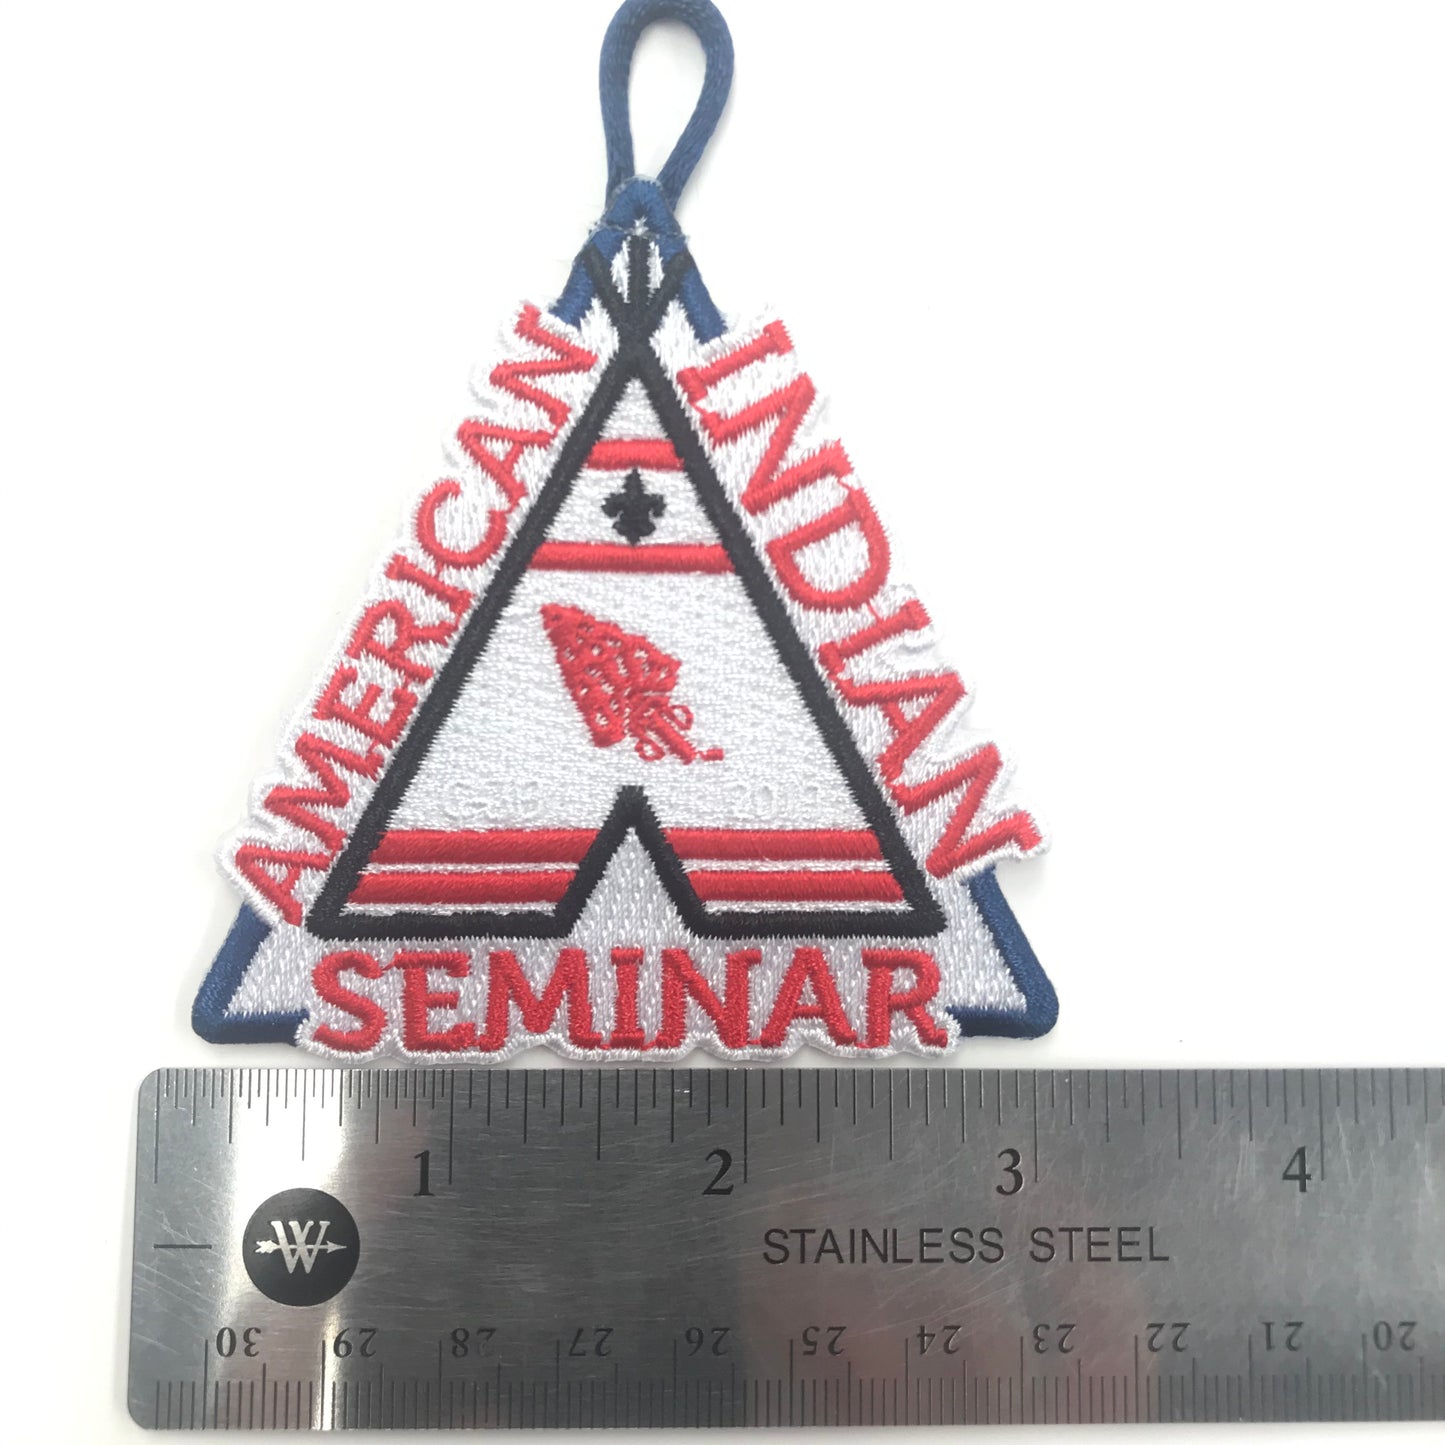 AMERICAN
INDIAN
SEMINAR
1 2 3 4
W
STAINLESS STEEL
30 29 28 27 26 25 24 23 22 21 20